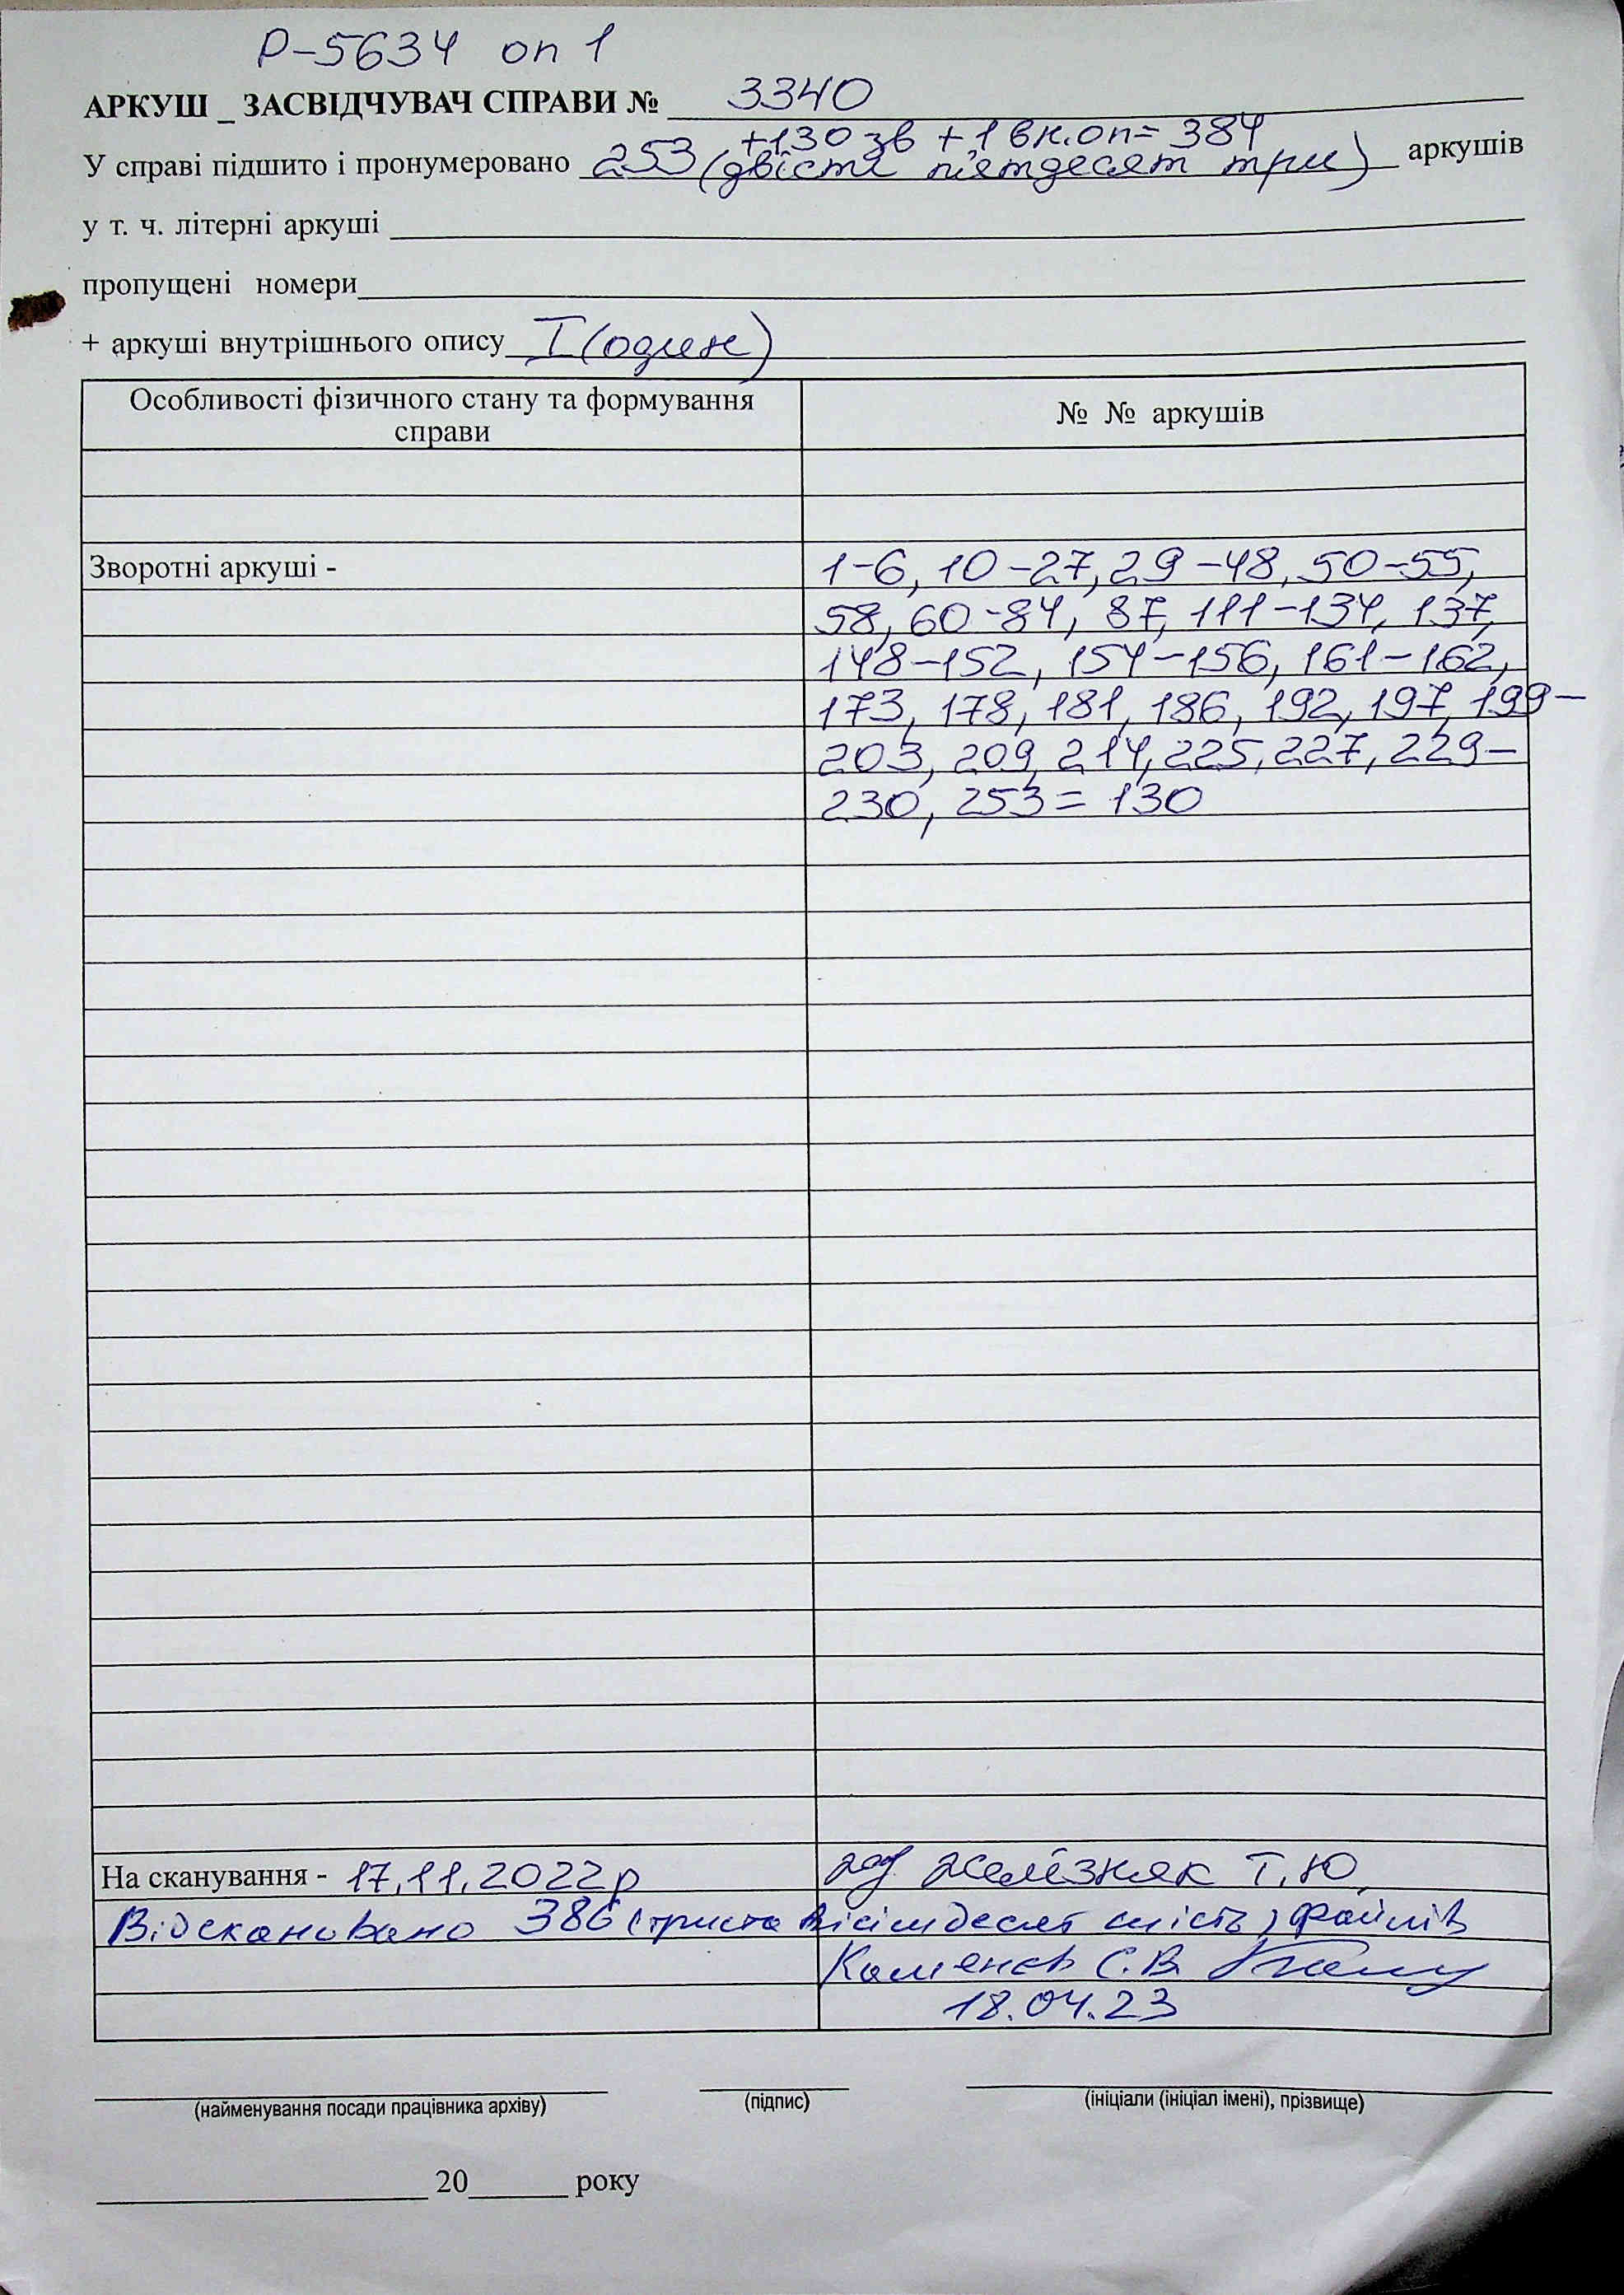 Р-5634 оп 1
АРКУШ _ ЗАСВІДЧУВАЧ СПРАВИ № 3340
+130 зв + 1 вн.оп = 384
У справі підшито і пронумеровано 253 (двісті п'ятдесят три) аркушів
у т. ч. літерні аркуші
пропущені номери
+ аркуші внутрішнього опису I (один)
Особливості фізичного стану та формування справи
№ № аркушів
Зворотні аркуші - 1-6, 10-27, 29-48, 50-55,
58, 60-84, 87, 111-134, 137,
148-152, 154-156, 161-162,
173, 178, 181, 186, 192, 197, 199-
203, 209, 214, 225, 227, 229-
230, 253 = 130
На сканування - 17.11.2022р Железняк Т.Ю.
Відскановано 386 (триста вісімдесят шість) файлів
Каменєв С.В.
18.04.23
(найменування посади працівника архіву)
(підпис)
(ініціали (ініціал імені), прізвище)
20 року